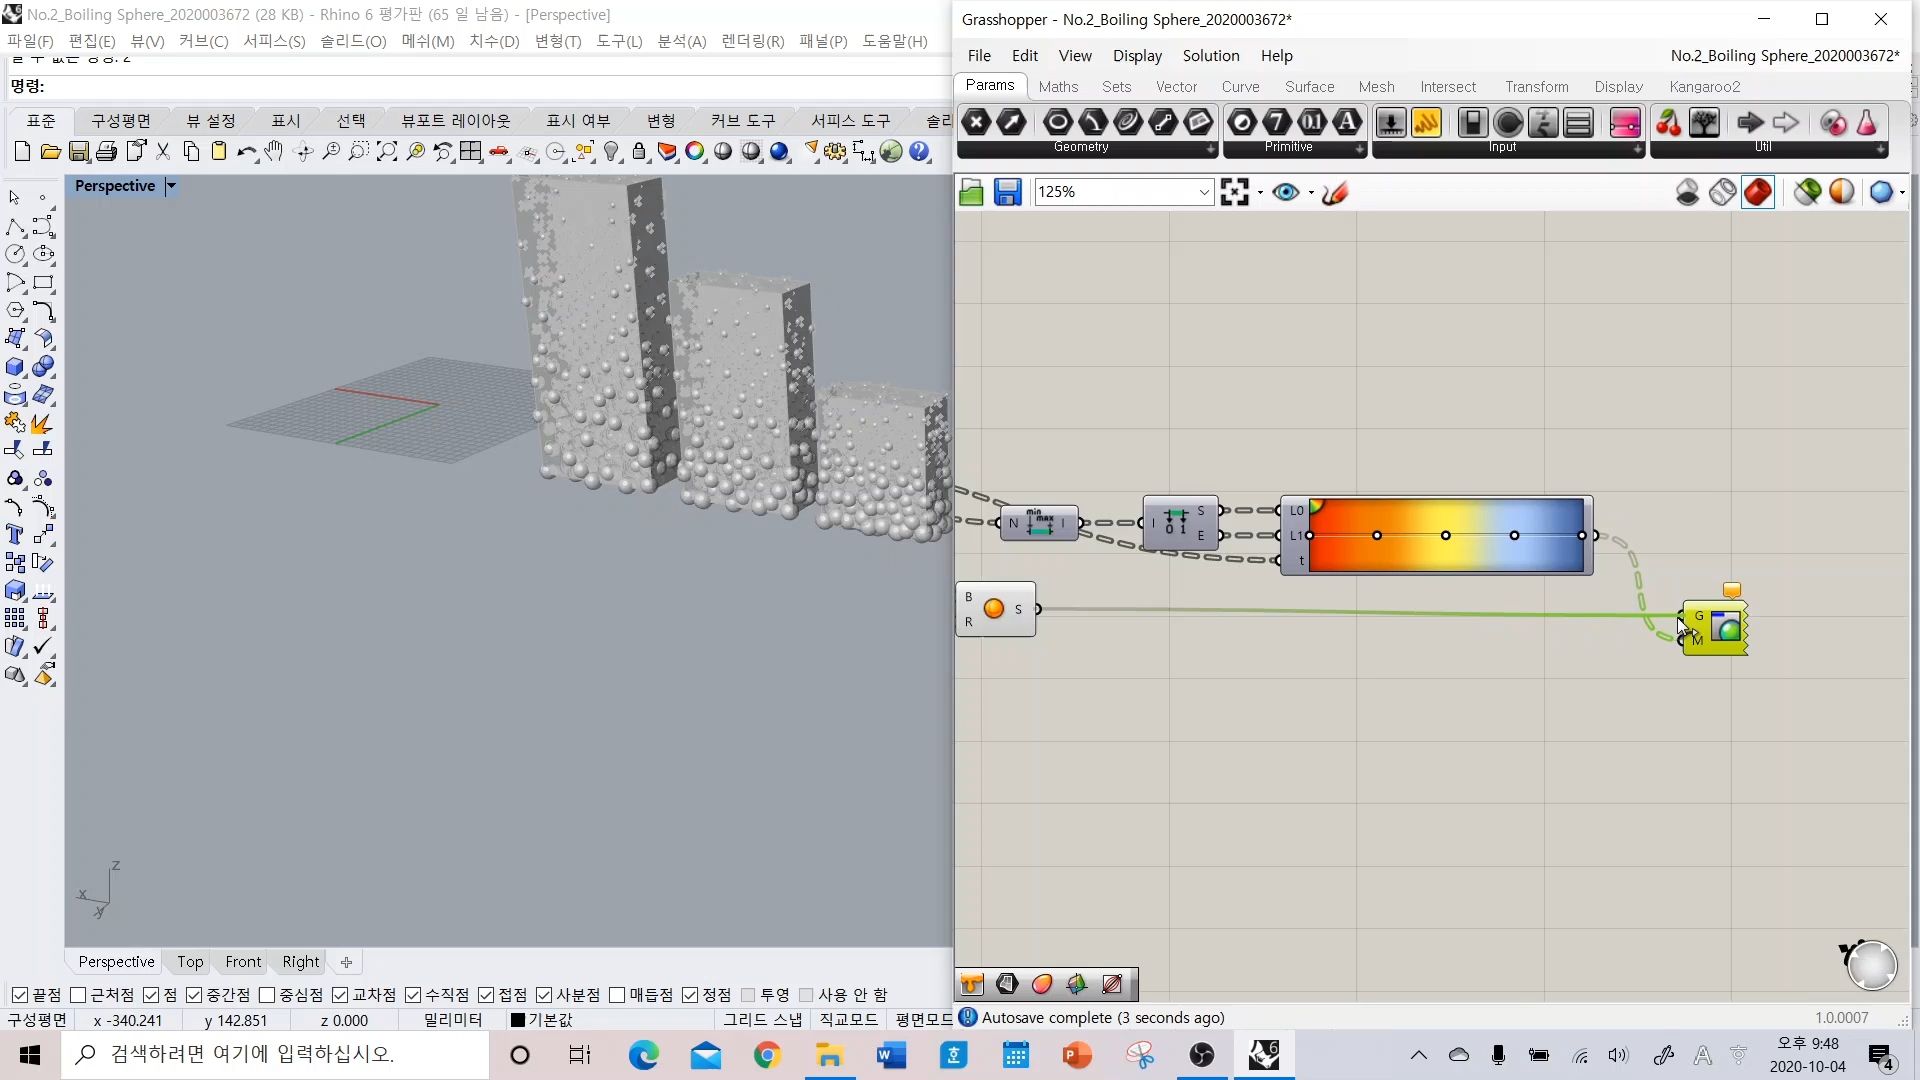 No.2_Boiling Sphere_2020003672 (28 KB) - Rhino 6 평가판 (65 일 남음) - [Perspective]
파일(F) 편집(E) 뷰(V) 커브(C) 서피스(S) 솔리드(O) 메쉬(M) 치수(D) 변형(T) 도구(L) 분석(A) 렌더링(R) 패널(P) 도움말(H)
명령:
표준 구성평면 뷰 설정 표시 선택 뷰포트 레이아웃 표시 여부 변형 커브 도구 서피스 도구 솔리
Perspective
z
x
y
Perspective Top Front Right
끝점 근처점 점 중간점 중심점 교차점 수직점 접점 사분점 매듭점 정점 투영 사용 안 함
구성평면 x -340.241 y 142.851 z 0.000 밀리미터 기본값 그리드 스냅 직교모드 평면모드
Grasshopper - No.2_Boiling Sphere_2020003672*
File Edit View Display Solution Help No.2_Boiling Sphere_2020003672*
Params Maths Sets Vector Curve Surface Mesh Intersect Transform Display Kangaroo2
Geometry Primitive Input Util
125%
N min max I
I 0 1 S E
L0
L1
t
B
R
S
G
M
Autosave complete (3 seconds ago) 1.0.0007
검색하려면 여기에 입력하십시오.
오후 9:48
2020-10-04
4